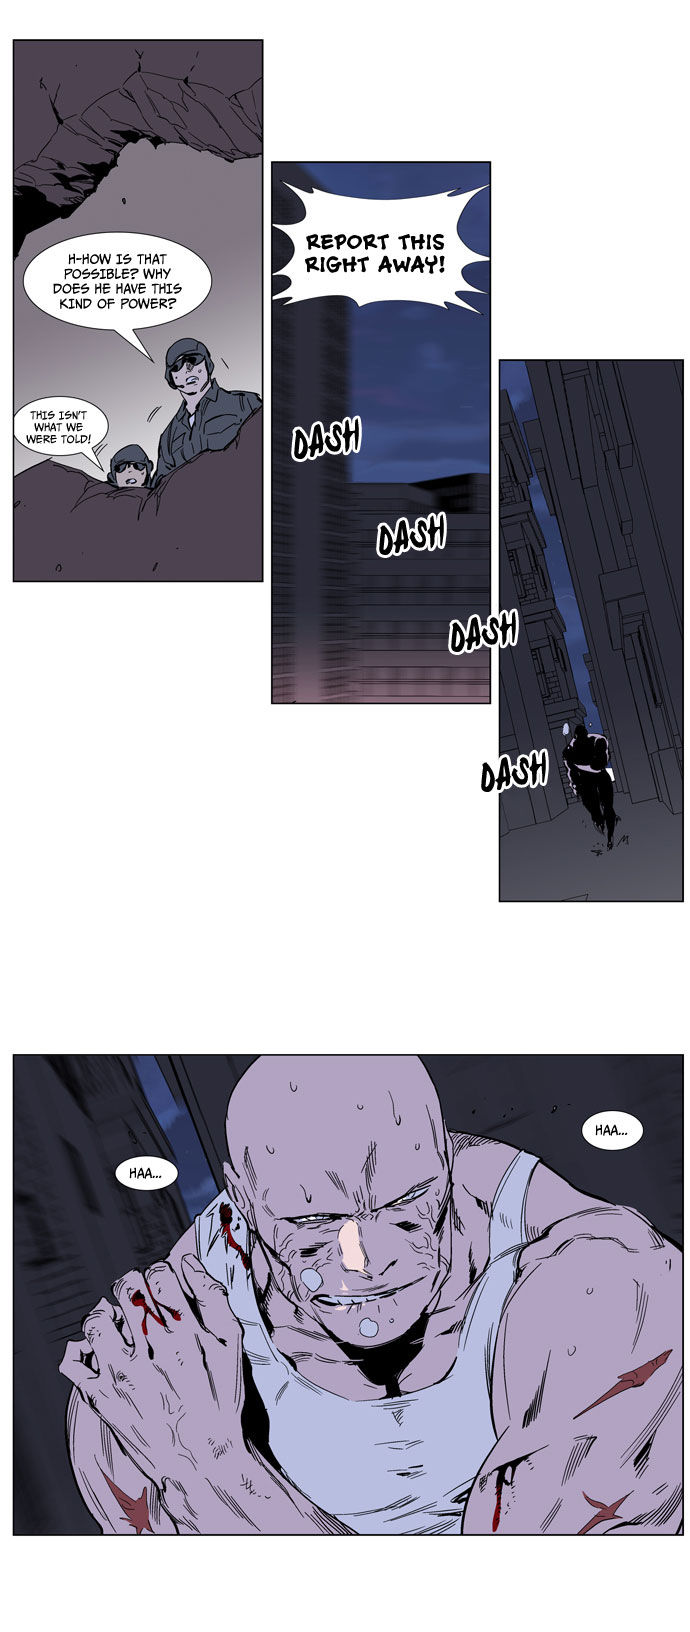 H-HOW IS THAT
POSSIBLE? WHY
DOES HE HAVE THIS
KIND OF POWER?
THIS ISN'T
WHAT WE
WERE TOLD!
REPORT THIS
RIGHT AWAY!
DASH
DASH
DASH
DASH
HAA...
HAA...